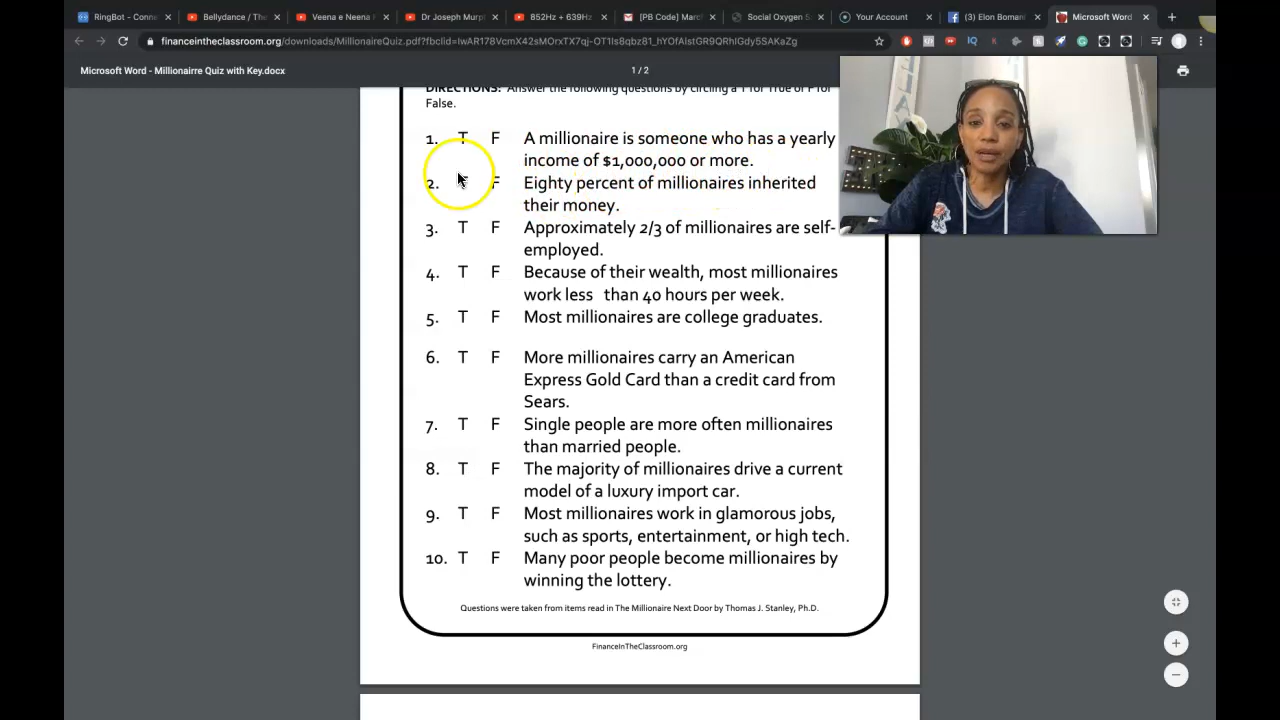 RingBot - Conne
Bellydance / The
Veena e Neena F
Dr Joseph Murp
852Hz + 639Hz
[PB Code] March
Social Oxygen S
Your Account
(3) Elon Bomani
Microsoft Word
financeintheclassroom.org/downloads/MillionaireQuiz.pdf?fbclid=
Microsoft Word - Millionairre Quiz with Key.docx
1 / 2
DIRECTIONS: Answer the following questions by circling a T for True or F for
False.
1. T F A millionaire is someone who has a yearly
income of $1,000,000 or more.
2. F Eighty percent of millionaires inherited
their money.
3. T F Approximately 2/3 of millionaires are self-
employed.
4. T F Because of their wealth, most millionaires
work less than 40 hours per week.
5. T F Most millionaires are college graduates.
6. T F More millionaires carry an American
Express Gold Card than a credit card from
Sears.
7. T F Single people are more often millionaires
than married people.
8. T F The majority of millionaires drive a current
model of a luxury import car.
9. T F Most millionaires work in glamorous jobs,
such as sports, entertainment, or high tech.
10. T F Many poor people become millionaires by
winning the lottery.
Questions were taken from items read in The Millionaire Next Door by Thomas J. Stanley, Ph.D.
FinanceInTheClassroom.org